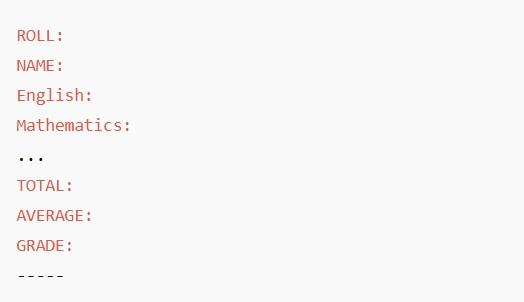 ROLL:
NAME:
English:
Mathematics:
...
TOTAL:
AVERAGE:
GRADE:
-----